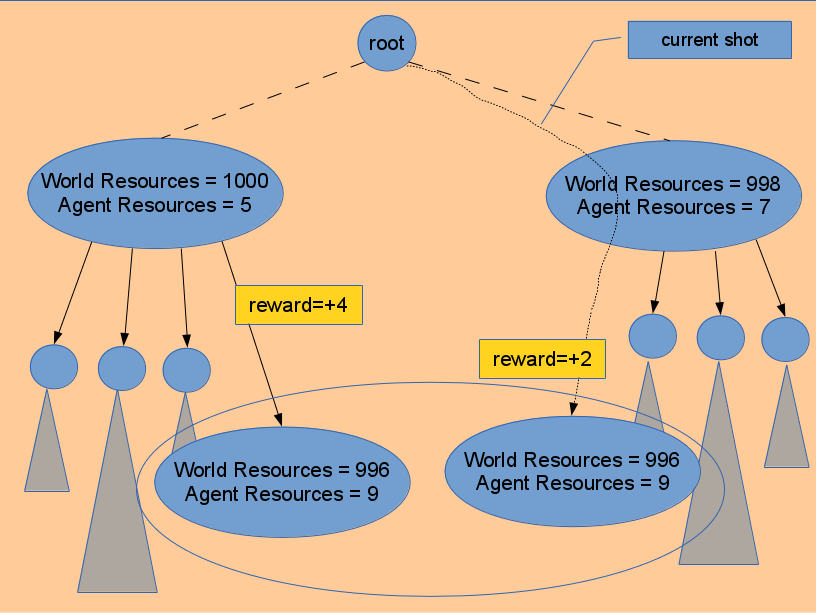 root
current shot
World Resources = 1000
Agent Resources = 5
World Resources = 998
Agent Resources = 7
reward=+4
reward=+2
World Resources = 996
Agent Resources = 9
World Resources = 996
Agent Resources = 9